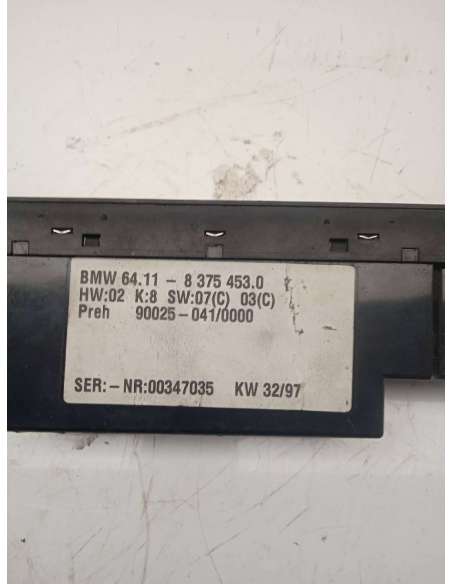 BMW 64.11 - 8 375 453.0
HW:02 K:8 SW:07(C) 03(C)
Preh 90025-041/0000
SER:-NR:00347035 KW 32/97